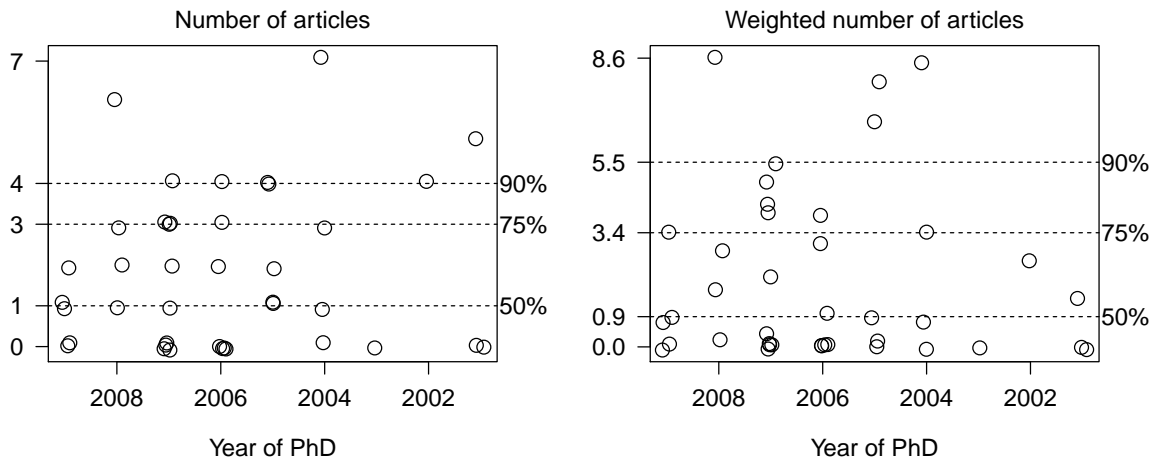 Number of articles
7
4
3
1
0
90%
75%
50%
2008 2006 2004 2002
Year of PhD
Weighted number of articles
8.6
5.5
3.4
0.9
0.0
90%
75%
50%
2008 2006 2004 2002
Year of PhD